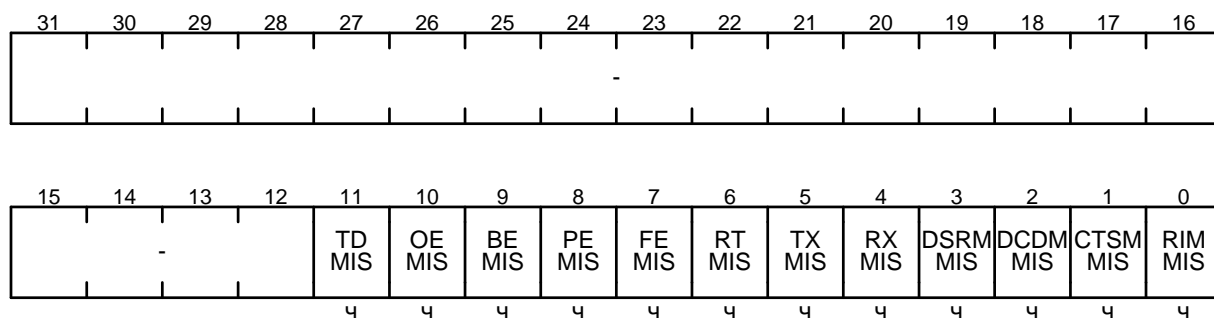 31 30 29 28 27 26 25 24 23 22 21 20 19 18 17 16
-
15 14 13 12 11 10 9 8 7 6 5 4 3 2 1 0
- TD MIS OE MIS BE MIS PE MIS FE MIS RT MIS TX MIS RX MIS DSRM MIS DCDM MIS CTSM MIS RIM MIS
ч ч ч ч ч ч ч ч ч ч ч ч